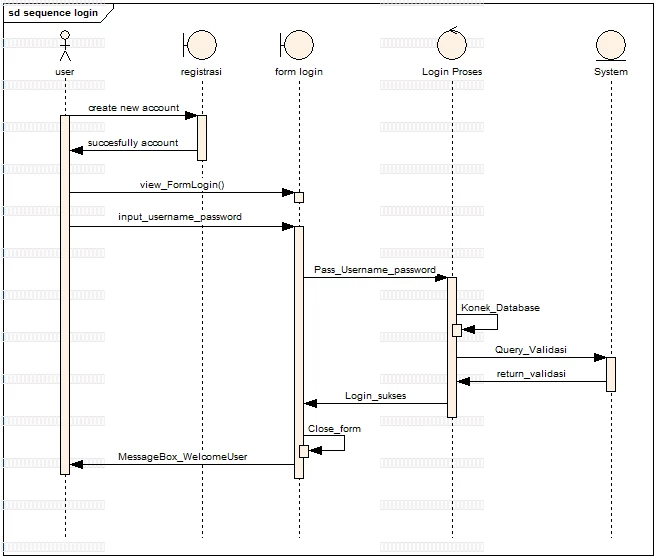 sd sequence login
user
registrasi
form login
Login Proses
System
create new account
succesfully account
view_FormLogin()
input_username_password
Pass_Username_password
Konek_Database
Query_Validasi
return_validasi
Login_sukses
Close_form
MessageBox_WelcomeUser